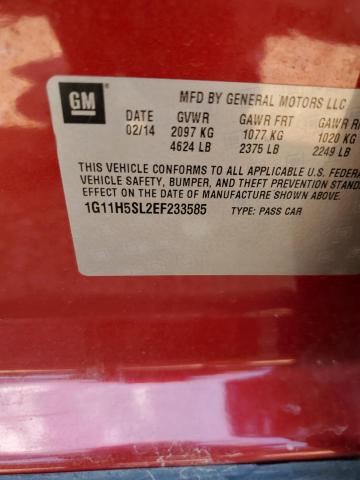 GM
MFD BY GENERAL MOTORS LLC
DATE GVWR GAWR FRT GAWR
02/14 2097 KG 1077 KG 1020 KG
4624 LB 2375 LB 2249 LB
THIS VEHICLE CONFORMS TO ALL APPLICABLE U.S.
VEHICLE SAFETY, BUMPER, AND THEFT PREVENTION
EFFECT ON THE DATE OF MANUFACTURE SHOWN ABOVE.
1G11H5SL2EF233585 TYPE: PASS CAR